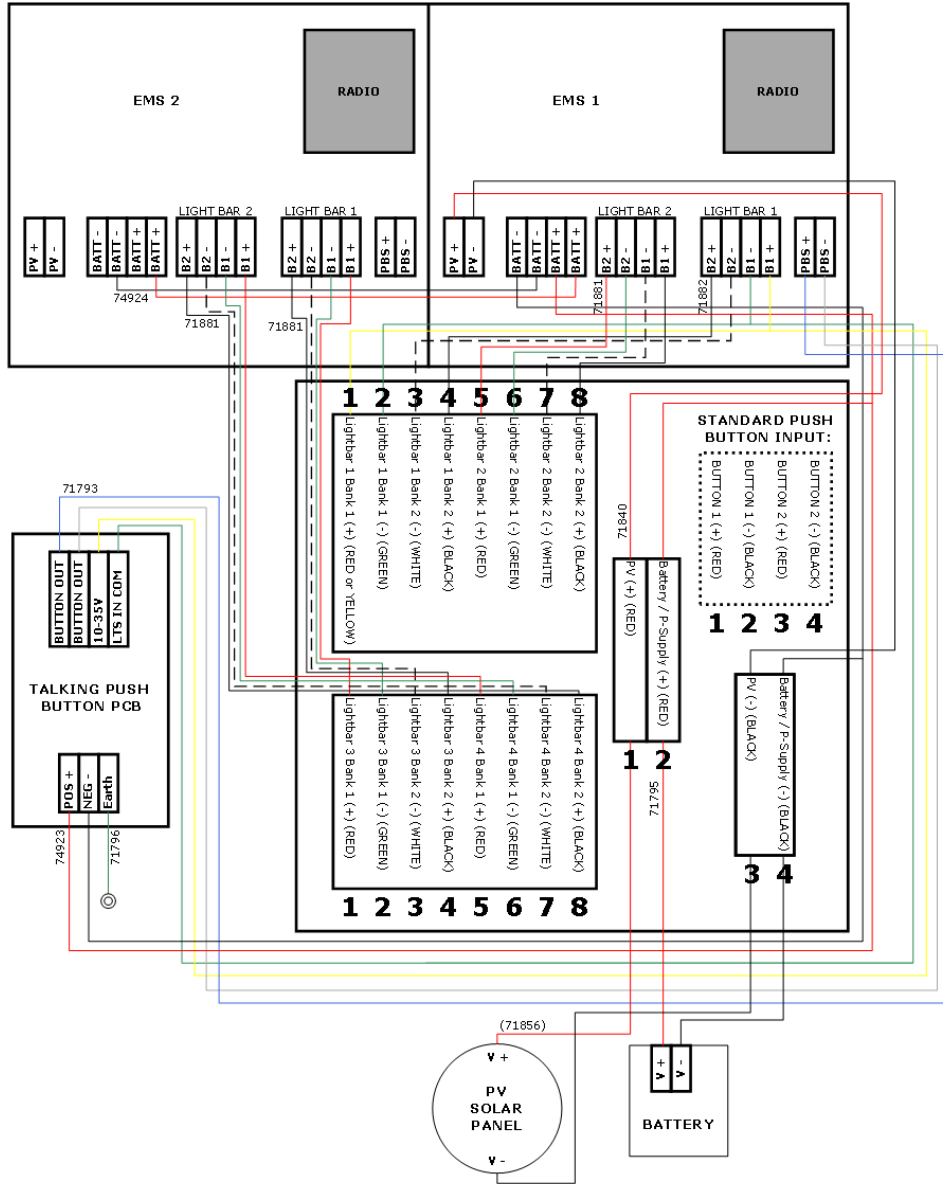 EMS 2
RADIO
EMS 1
RADIO
LIGHT BAR 2
LIGHT BAR 1
LIGHT BAR 2
LIGHT BAR 1
PV +
PV -
BATT -
BATT -
BATT +
BATT +
B2 +
B2 -
B1 -
B1 +
B2 +
B2 -
B1 -
B1 +
PBS +
PBS -
PV +
PV -
BATT -
BATT -
BATT +
BATT +
B2 +
B2 -
B1 -
B1 +
B2 +
B2 -
B1 -
B1 +
PBS +
PBS -
74924
71881
71881
71881
71882
1 2 3 4 5 6 7 8
Lightbar 1 Bank 1 (+) (RED or YELLOW)
Lightbar 1 Bank 1 (-) (GREEN)
Lightbar 1 Bank 2 (-) (WHITE)
Lightbar 1 Bank 2 (+) (BLACK)
Lightbar 2 Bank 1 (+) (RED)
Lightbar 2 Bank 1 (-) (GREEN)
Lightbar 2 Bank 2 (-) (WHITE)
Lightbar 2 Bank 2 (+) (BLACK)
STANDARD PUSH
BUTTON INPUT:
BUTTON 1 (+) (RED)
BUTTON 1 (-) (BLACK)
BUTTON 2 (+) (RED)
BUTTON 2 (-) (BLACK)
1 2 3 4
71793
BUTTON OUT
BUTTON OUT
10-35V
LTS IN COM
TALKING PUSH
BUTTON PCB
POS +
NEG -
Earth
74923
71796
71840
PV (+) (RED)
Battery / P-Supply (+) (RED)
1 2
71795
PV (-) (BLACK)
Battery / P-Supply (-) (BLACK)
3 4
Lightbar 3 Bank 1 (+) (RED)
Lightbar 3 Bank 1 (-) (GREEN)
Lightbar 3 Bank 2 (-) (WHITE)
Lightbar 3 Bank 2 (+) (BLACK)
Lightbar 4 Bank 1 (+) (RED)
Lightbar 4 Bank 1 (-) (GREEN)
Lightbar 4 Bank 2 (-) (WHITE)
Lightbar 4 Bank 2 (+) (BLACK)
1 2 3 4 5 6 7 8
(71856)
V +
PV
SOLAR
PANEL
V -
V +
V -
BATTERY